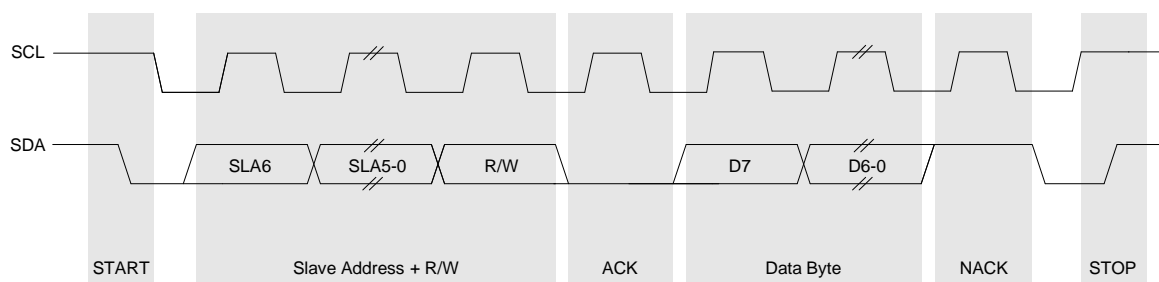 SCL
SDA
SLA6 SLA5-0 R/W D7 D6-0
START Slave Address + R/W ACK Data Byte NACK STOP